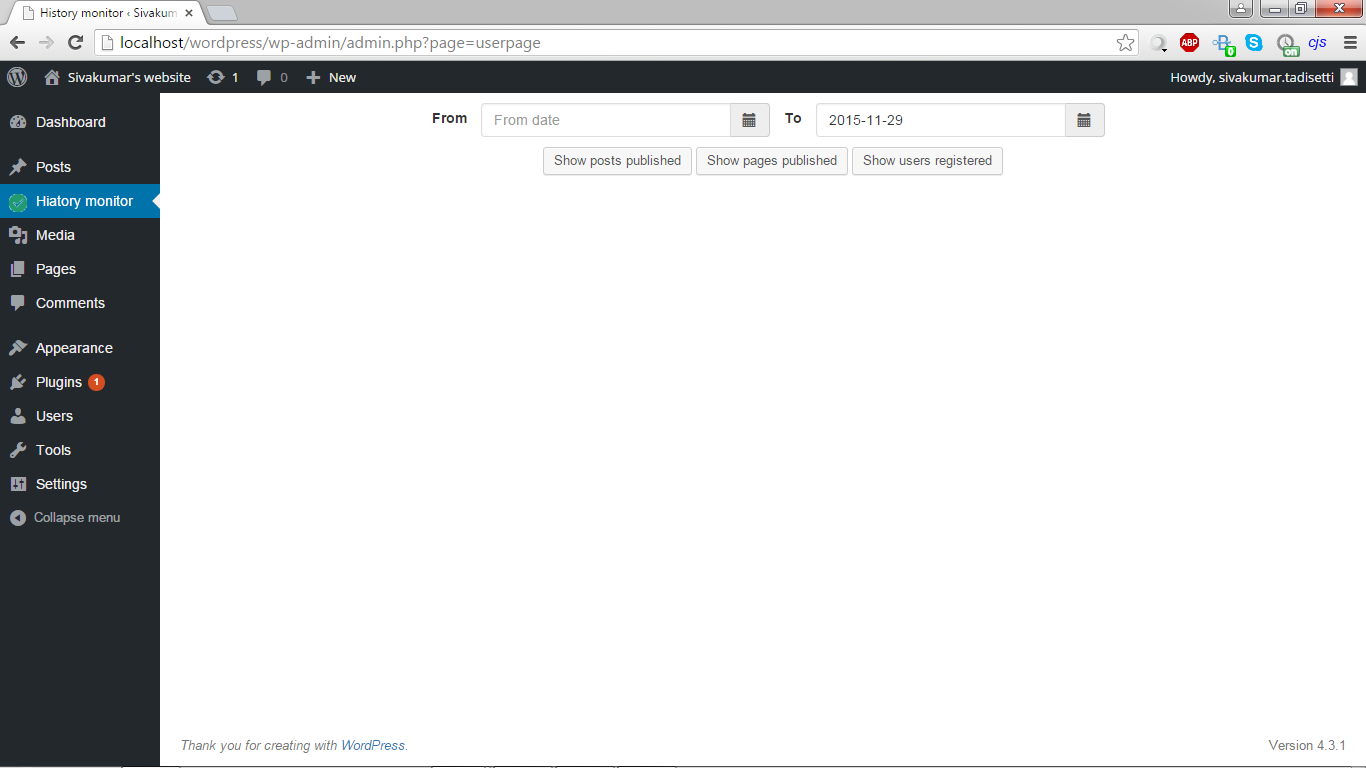 History monitor ‹ Sivakum
localhost/wordpress/wp-admin/admin.php?page=userpage
ABP
0
on
cjs
Sivakumar's website 1 0 New
Howdy, sivakumar.tadisetti
Dashboard
Posts
Hiatory monitor
Media
Pages
Comments
Appearance
Plugins 1
Users
Tools
Settings
Collapse menu
From From date To 2015-11-29
Show posts published Show pages published Show users registered
Thank you for creating with WordPress.
Version 4.3.1